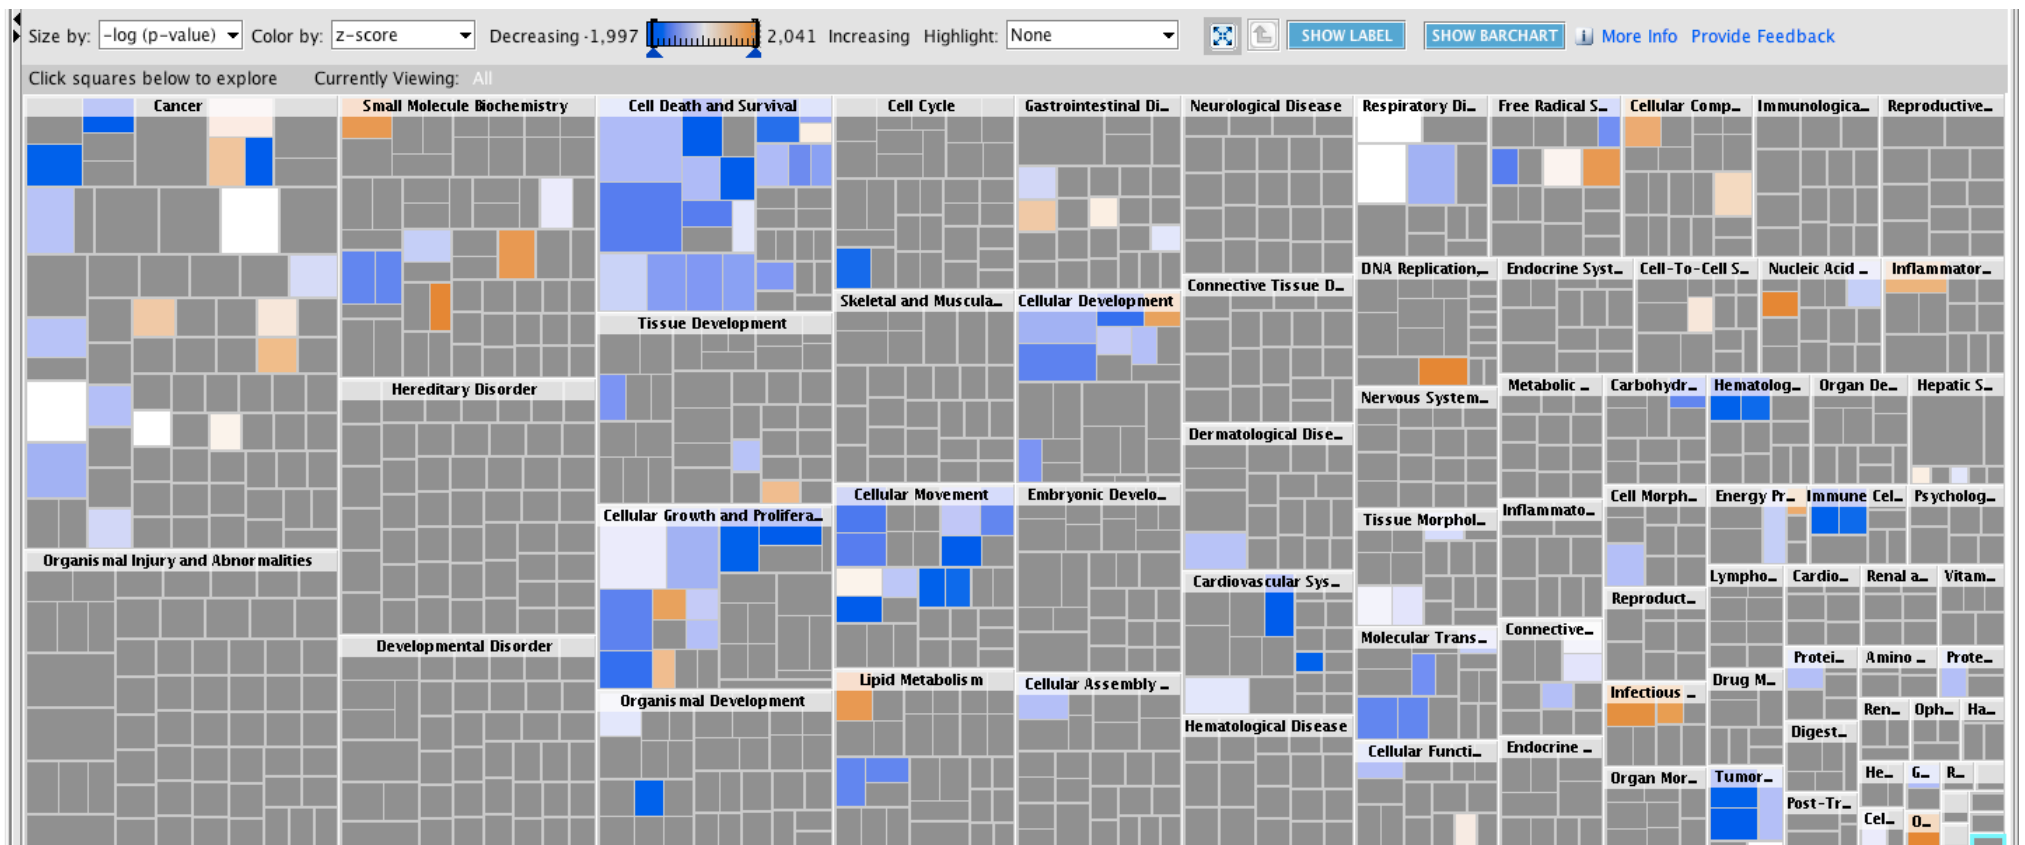 Size by: -log (p-value) Color by: z-score Decreasing -1,997 2,041 Increasing Highlight: None SHOW LABEL SHOW BARCHART i More Info Provide Feedback
Click squares below to explore Currently Viewing: All
Cancer Small Molecule Biochemistry Cell Death and Survival Cell Cycle Gastrointestinal Di... Neurological Disease Respiratory Di... Free Radical S... Cellular Comp... Immunologica... Reproductive...
DNA Replication,... Endocrine Syst... Cell-To-Cell S... Nucleic Acid ... Inflammator...
Connective Tissue D...
Skeletal and Muscula... Cellular Development
Tissue Development
Hereditary Disorder Metabolic ... Carbohydr... Hematolog... Organ De... Hepatic S...
Nervous System...
Dermatological Dise...
Cellular Movement Embryonic Develo... Cell Morph... Energy Pr... Immune Cel... Psycholog...
Cellular Growth and Prolifera... Tissue Morphol... Inflammato...
Organismal Injury and Abnormalities
Cardiovascular Sys... Lympho... Cardio... Renal a... Vitam...
Reproduct...
Developmental Disorder Molecular Trans... Connective...
Protei... Amino ... Prote...
Lipid Metabolism Cellular Assembly ... Drug M...
Organismal Development Infectious ...
Ren... Oph... Ha...
Hematological Disease Digest...
Cellular Functi... Endocrine ...
Organ Mor... Tumor... He... G... R...
Post-Tr...
Cel... O...